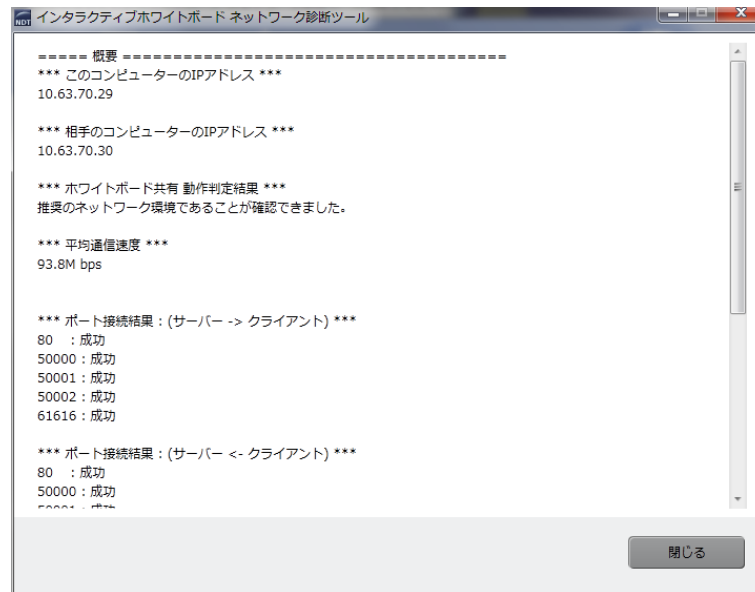 NDT インタラクティブホワイトボード ネットワーク診断ツール
===== 概要 ======================================
*** このコンピューターのIPアドレス ***
10.63.70.29
*** 相手のコンピューターのIPアドレス ***
10.63.70.30
*** ホワイトボード共有 動作判定結果 ***
推奨のネットワーク環境であることが確認できました。
*** 平均通信速度 ***
93.8M bps
*** ポート接続結果：(サーバー -> クライアント) ***
80 ：成功
50000：成功
50001：成功
50002：成功
61616：成功
*** ポート接続結果：(サーバー <- クライアント) ***
80 ：成功
50000：成功
閉じる